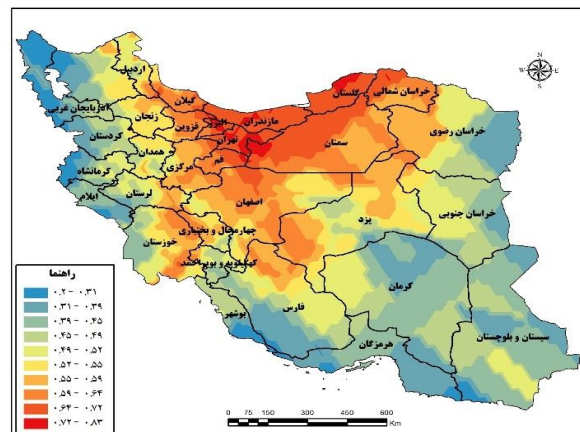 N
W E
S
اردبیل
آذربایجان غربی
گیلان
گلستان
خراسان شمالی
زنجان
مازندران
البرز
قزوین
تهران
خراسان رضوی
کردستان
همدان
سمنان
مرکزی
قم
کرمانشاه
ایلام
لرستان
اصفهان
خراسان جنوبی
یزد
چهارمحال و بختیاری
خوزستان
کهگیلویه و بویراحمد
کرمان
فارس
بوشهر
سیستان و بلوچستان
هرمزگان
راهنما
۰.۲ - ۰.۳۱
۰.۳۱ - ۰.۳۹
۰.۳۹ - ۰.۴۵
۰.۴۵ - ۰.۴۹
۰.۴۹ - ۰.۵۲
۰.۵۲ - ۰.۵۵
۰.۵۵ - ۰.۵۹
۰.۵۹ - ۰.۶۴
۰.۶۴ - ۰.۷۲
۰.۷۲ - ۰.۸۳
0 75 150 300 450 600
Km